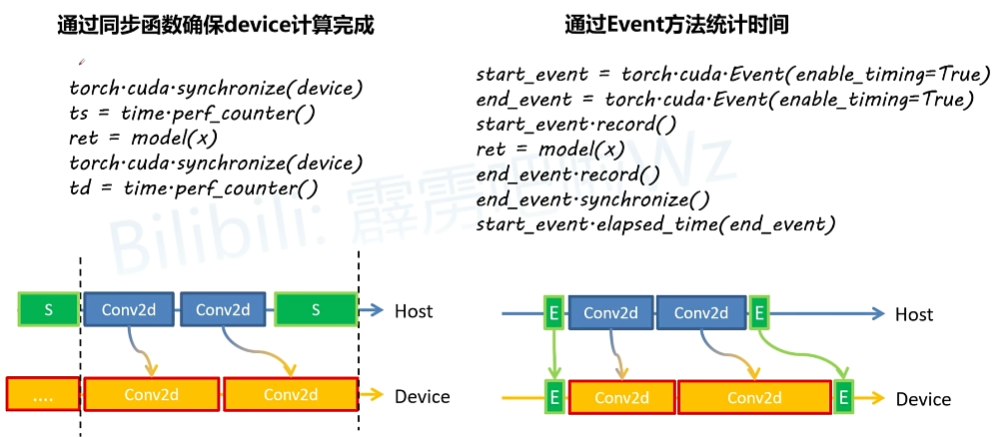 通过同步函数确保device计算完成
torch.cuda.synchronize(device)
ts = time.perf_counter()
ret = model(x)
torch.cuda.synchronize(device)
td = time.perf_counter()
S
Conv2d
Conv2d
S
Host
....
Conv2d
Conv2d
Device
通过Event方法统计时间
start_event = torch.cuda.Event(enable_timing=True)
end_event = torch.cuda.Event(enable_timing=True)
start_event.record()
ret = model(x)
end_event.record()
end_event.synchronize()
start_event.elapsed_time(end_event)
E
Conv2d
Conv2d
E
Host
E
Conv2d
Conv2d
E
Device
Bilibili: 霹雳吧啦Wz